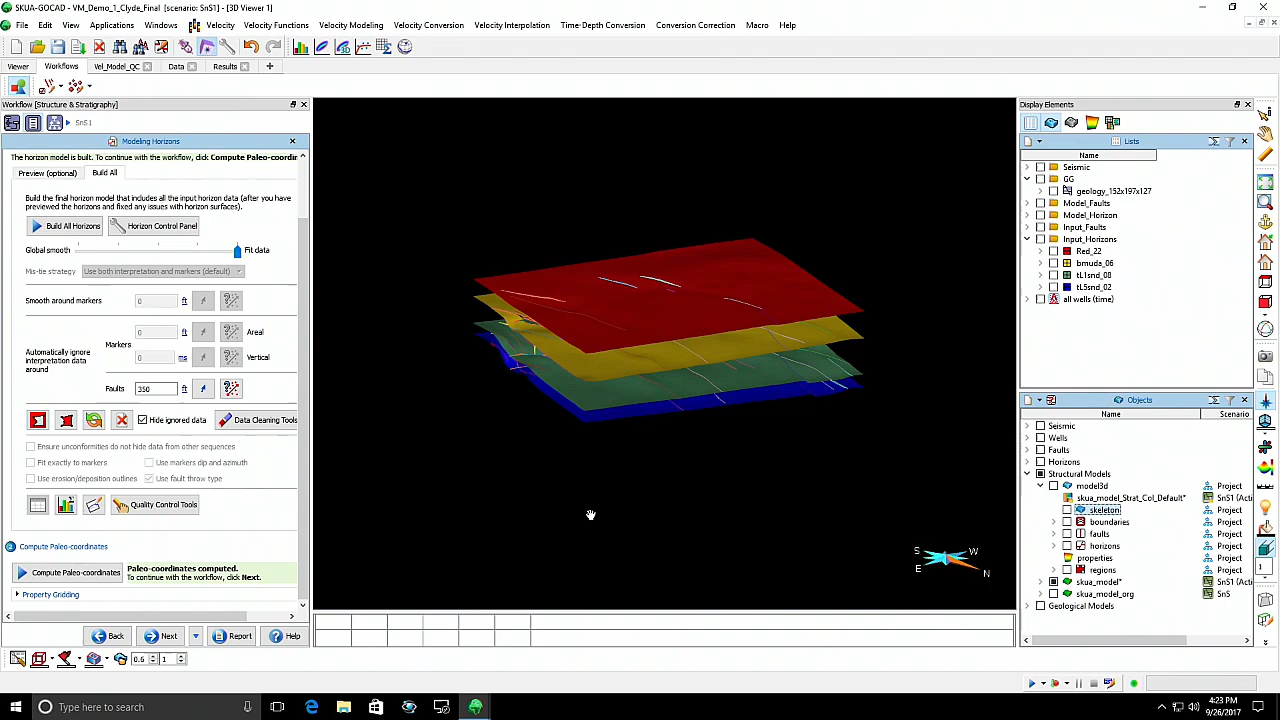 SKUA-GOCAD - VM_Demo_1_Clyde_Final [scenario: SnS1] - [3D Viewer 1]
File Edit View Applications Windows Velocity Velocity Functions Velocity Modeling Velocity Conversion Velocity Interpolation Time-Depth Conversion Conversion Correction Macro Help
Viewer Workflows Vel_Model_QC Data Results +
Workflow [Structure & Stratigraphy]
SnS1
Modeling Horizons
The horizon model is built. To continue with the workflow, click Compute Paleo-coordin
Preview (optional) Build All
Build the final horizon model that includes all the input horizon data (after you have
previewed the horizons and fixed any issues with horizon surfaces).
Build All Horizons Horizon Control Panel
Global smooth Fit data
Mis-tie strategy Use both interpretation and markers (default)
Smooth around markers 0 ft
0 ft Areal
Markers
Automatically ignore
interpretation data
around
0 ms Vertical
Faults 350 ft
Hide ignored data Data Cleaning Tools
Ensure unconformities do not hide data from other sequences
Fit exactly to markers Use markers dip and azimuth
Use erosion/deposition outlines Use fault throw type
Quality Control Tools
2 Compute Paleo-coordinates
Compute Paleo-coordinates Paleo-coordinates computed.
To continue with the workflow, click Next.
Property Gridding
Back Next Report Help
0.6 1
S W
E N
Display Elements
Lists
Name
Seismic
GG
geology_152x197x127
Model_Faults
Model_Horizon
Input_Faults
Input_Horizons
Red_22
bmuda_06
tL1snd_08
tL5snd_02
all wells (time)
Objects
Name Scenario
Seismic
Wells
Faults
Horizons
Structural Models
model3d Project
skua_model_Strat_Col_Default* SnS1 (Acti
skeleton Project
boundaries Project
faults Project
horizons Project
properties Project
regions Project
skua_model* SnS1 (Acti
skua_model_org SnS
Geological Models
1
Type here to search
4:23 PM
9/26/2017